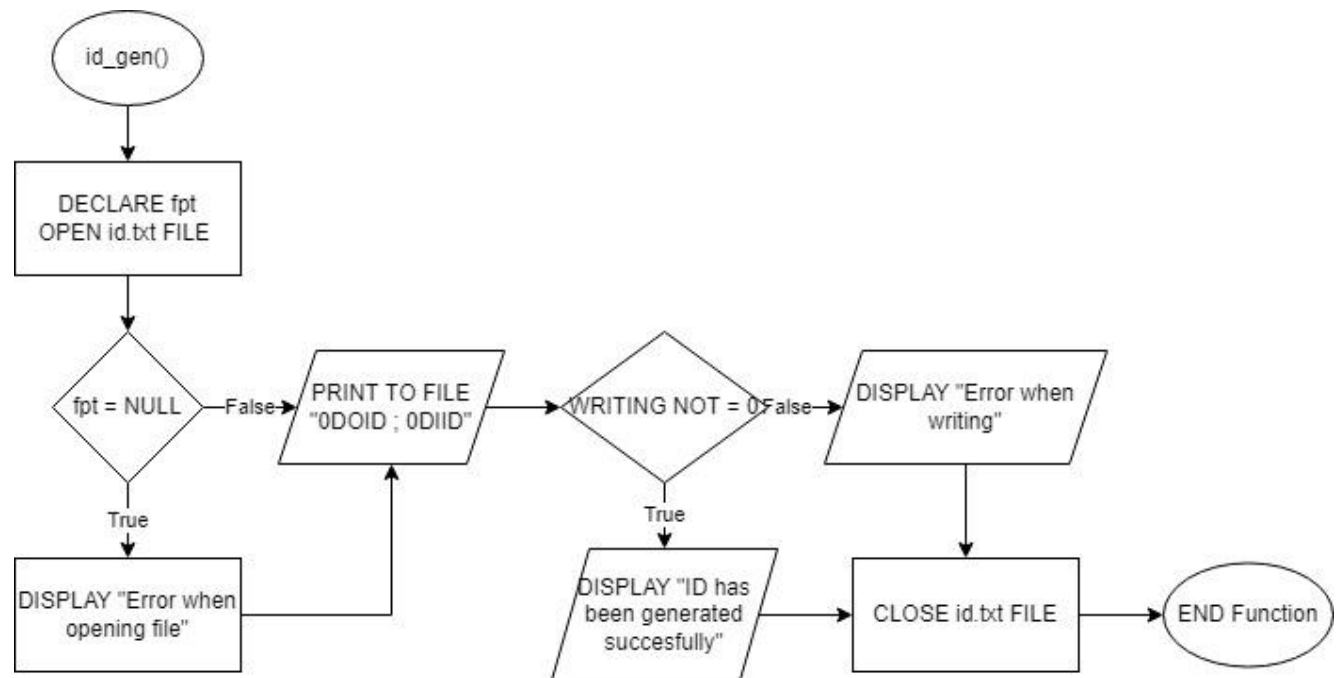 id_gen()
DECLARE fpt
OPEN id.txt FILE
fpt = NULL
False
PRINT TO FILE
"0DOID ; 0DIID"
WRITING NOT = 0
False
DISPLAY "Error when
writing"
True
DISPLAY "Error when
opening file"
True
DISPLAY "ID has
been generated
succesfully"
CLOSE id.txt FILE
END Function